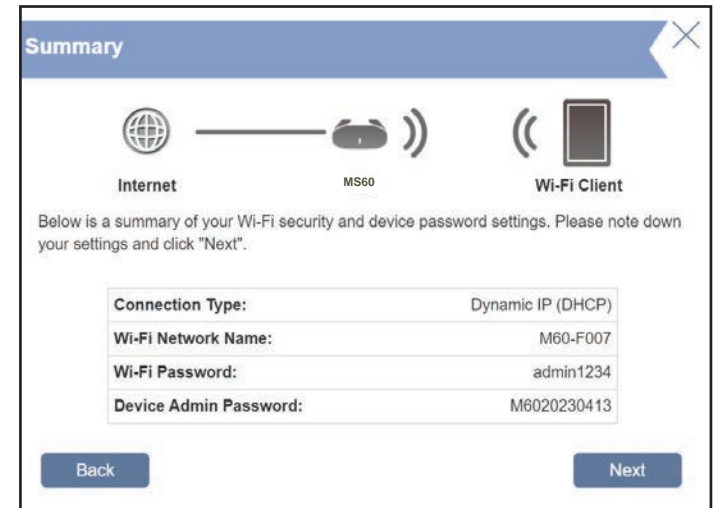 Summary
Internet
MS60
Wi-Fi Client
Below is a summary of your Wi-Fi security and device password settings. Please note down
your settings and click "Next".
Connection Type: Dynamic IP (DHCP)
Wi-Fi Network Name: M60-F007
Wi-Fi Password: admin1234
Device Admin Password: M6020230413
Back
Next